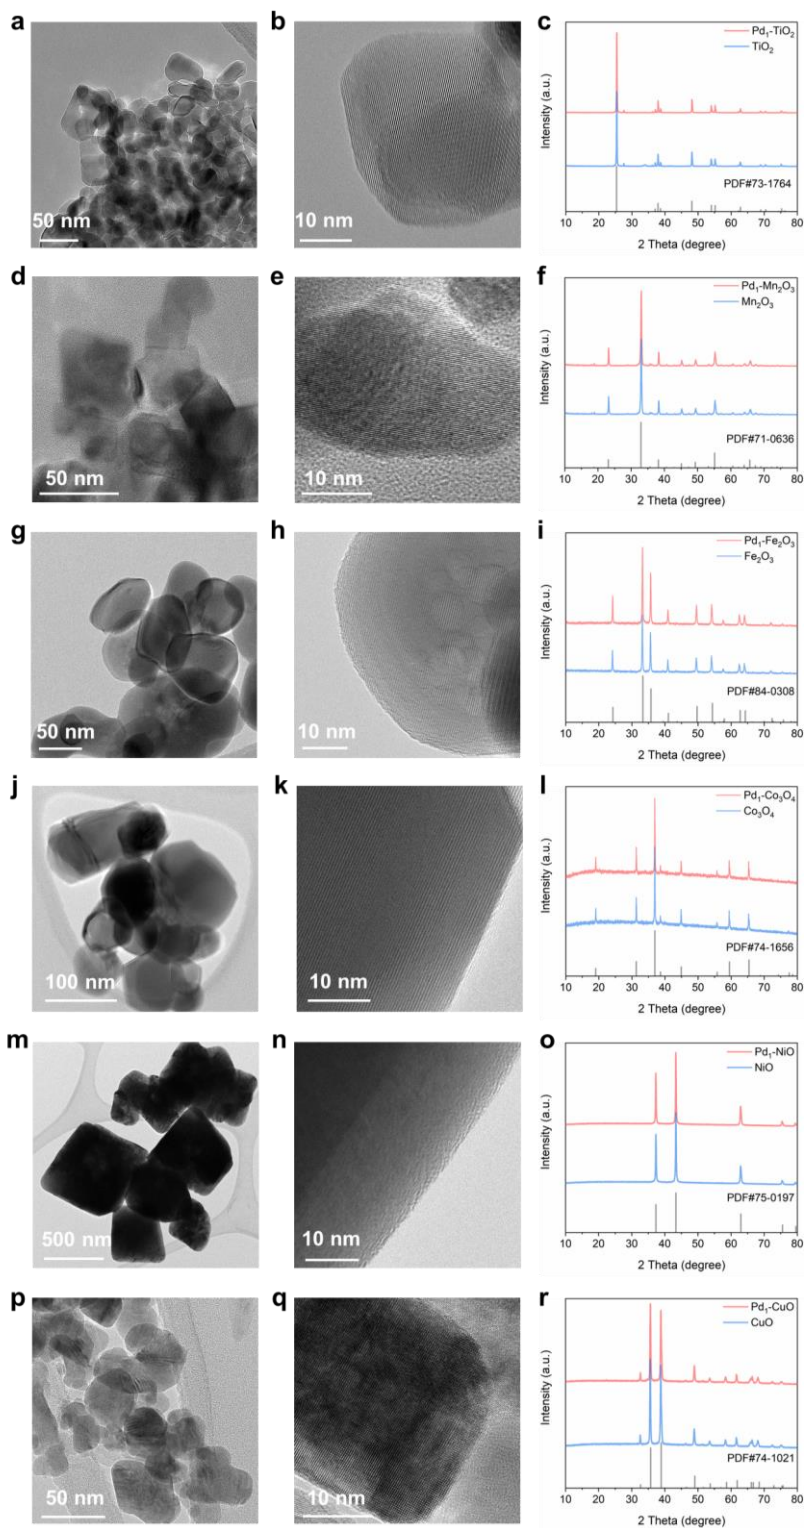 a
b
c
50 nm
10 nm
Intensity (a.u.)
Pd₁-TiO₂
TiO₂
PDF#73-1764
10 20 30 40 50 60 70 80
2 Theta (degree)
d
e
f
50 nm
10 nm
Intensity (a.u.)
Pd₁-Mn₂O₃
Mn₂O₃
PDF#71-0636
10 20 30 40 50 60 70 80
2 Theta (degree)
g
h
i
50 nm
10 nm
Intensity (a.u.)
Pd₁-Fe₂O₃
Fe₂O₃
PDF#84-0308
10 20 30 40 50 60 70 80
2 Theta (degree)
j
k
l
100 nm
10 nm
Intensity (a.u.)
Pd₁-Co₃O₄
Co₃O₄
PDF#74-1656
10 20 30 40 50 60 70 80
2 Theta (degree)
m
n
o
500 nm
10 nm
Intensity (a.u.)
Pd₁-NiO
NiO
PDF#75-0197
10 20 30 40 50 60 70 80
2 Theta (degree)
p
q
r
50 nm
10 nm
Intensity (a.u.)
Pd₁-CuO
CuO
PDF#74-1021
10 20 30 40 50 60 70 80
2 Theta (degree)